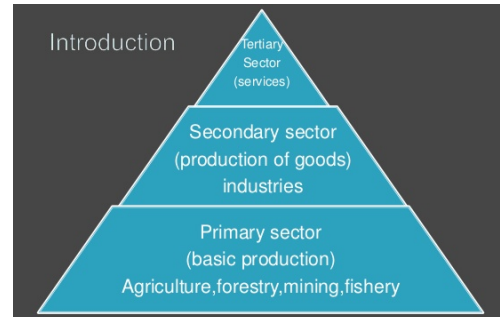 Introduction
Tertiary
Sector
(services)
Secondary sector
(production of goods)
industries
Primary sector
(basic production)
Agriculture,forestry,mining,fishery